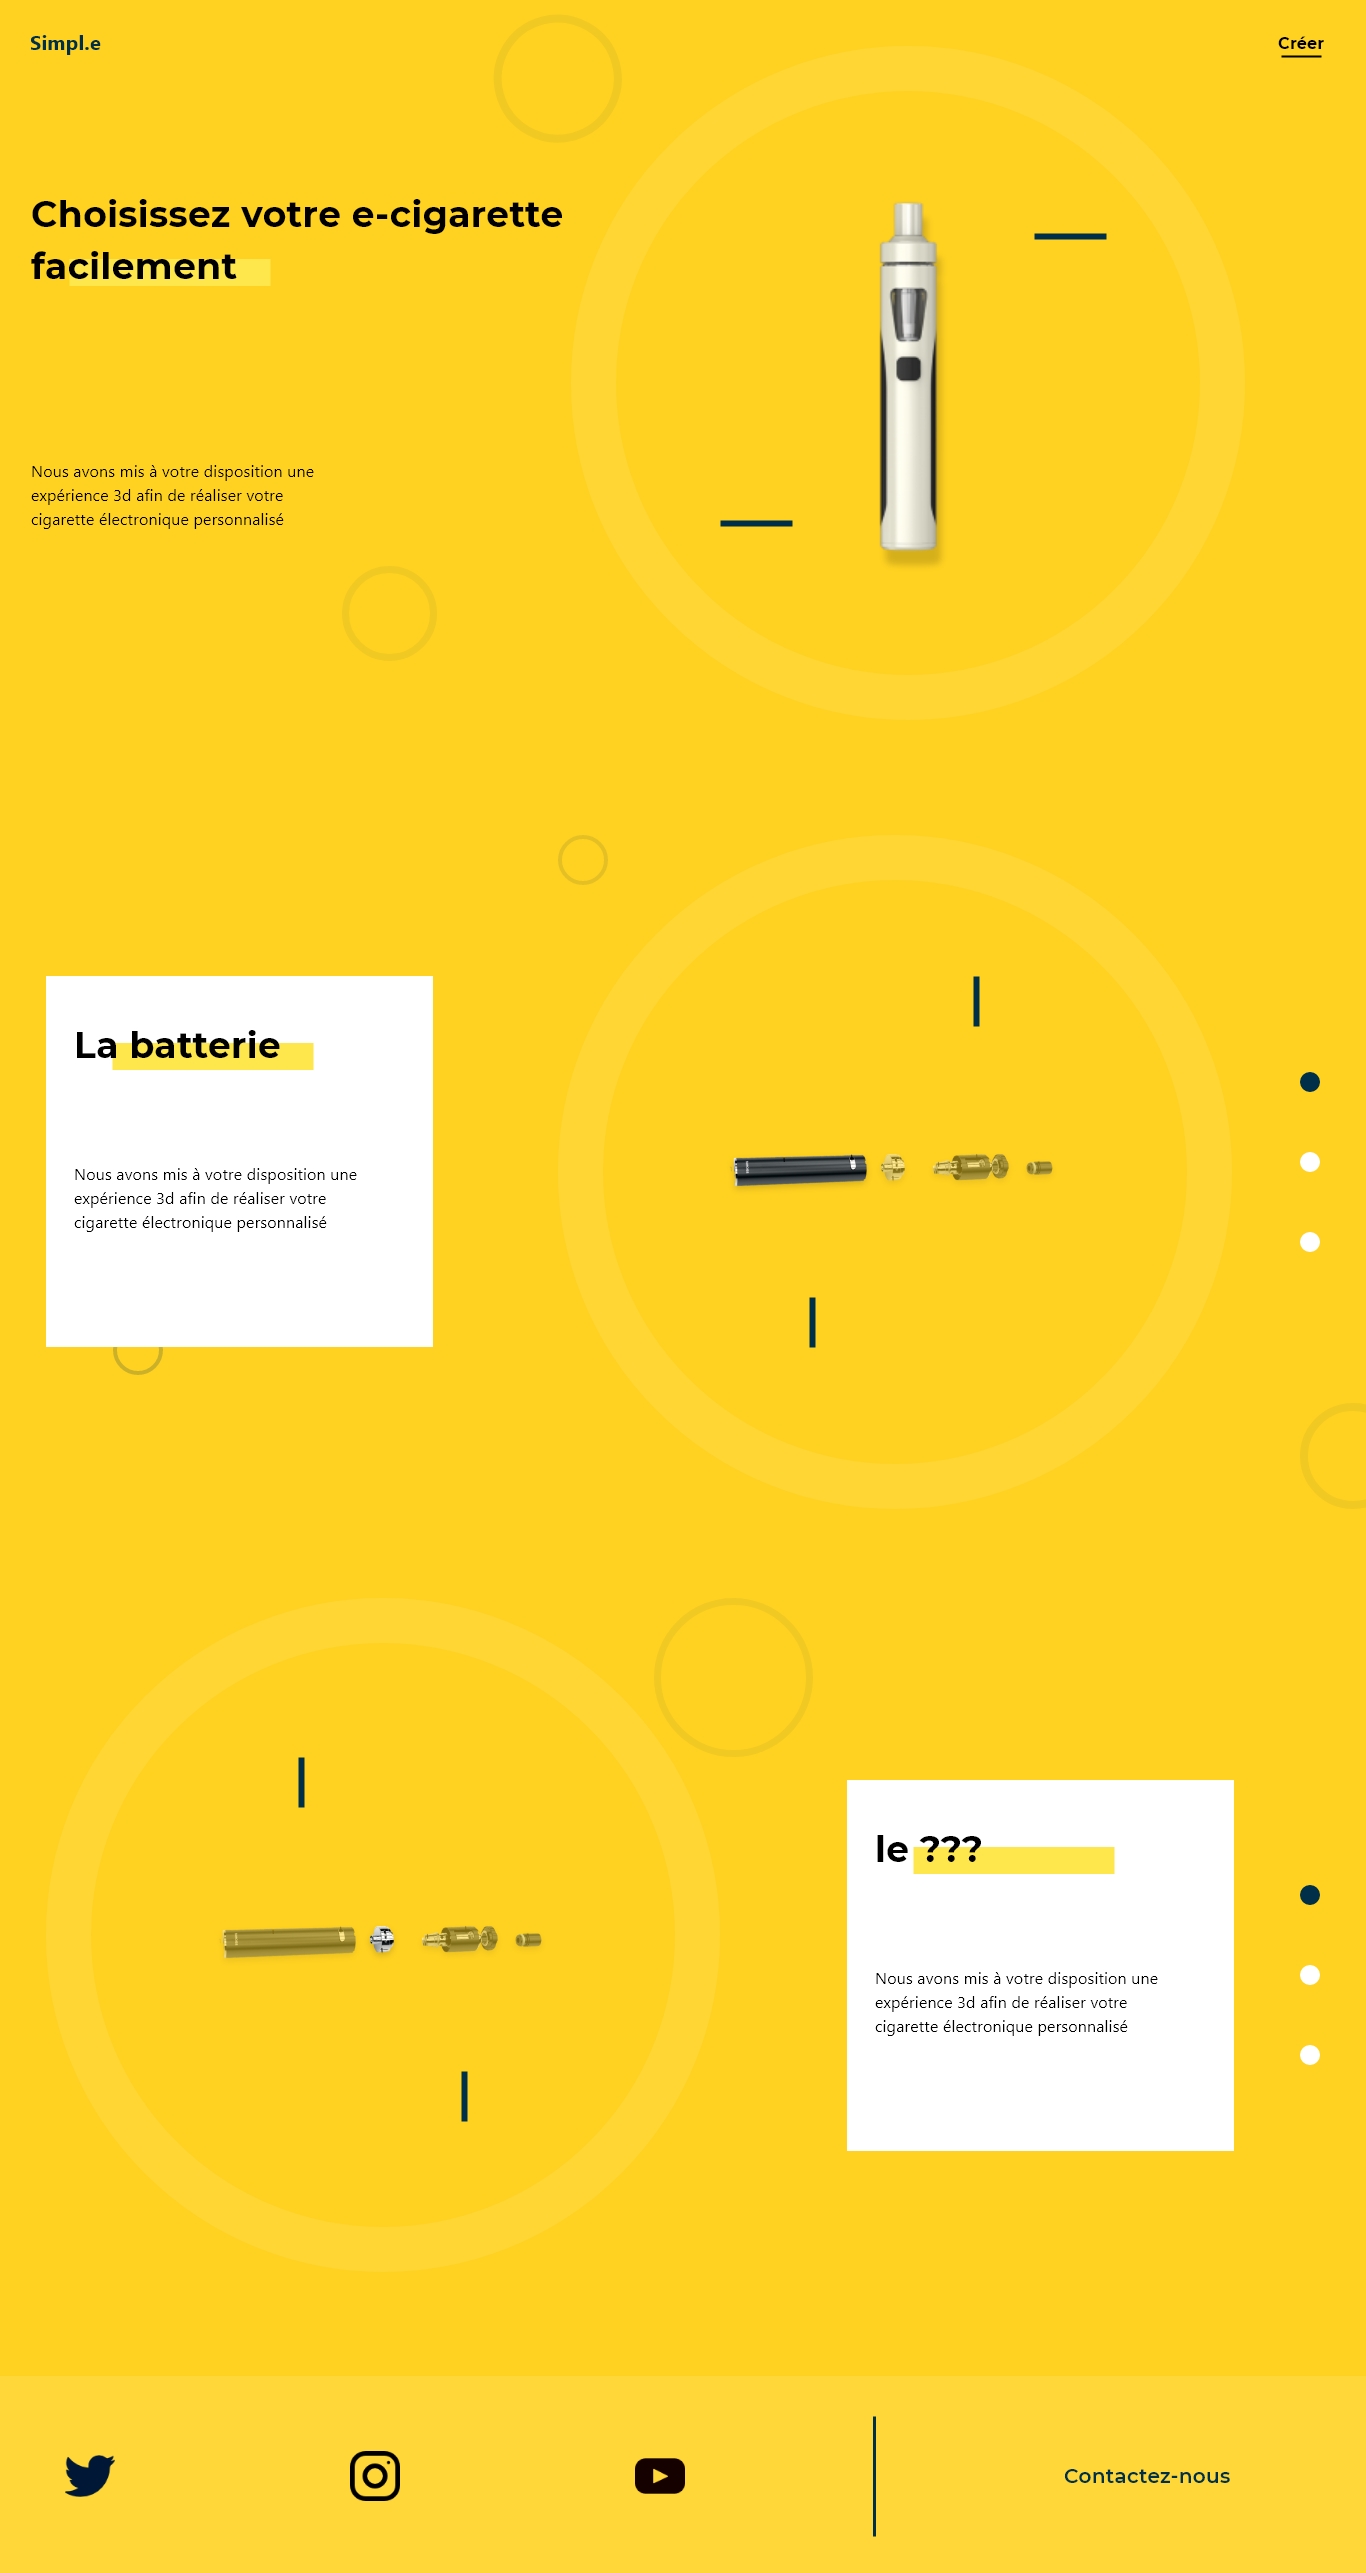 Simpl.e
Créer
Choisissez votre e-cigarette
facilement
Nous avons mis à votre disposition une
expérience 3d afin de réaliser votre
cigarette électronique personnalisé
La batterie
Nous avons mis à votre disposition une
expérience 3d afin de réaliser votre
cigarette électronique personnalisé
le ???
Nous avons mis à votre disposition une
expérience 3d afin de réaliser votre
cigarette électronique personnalisé
Contactez-nous